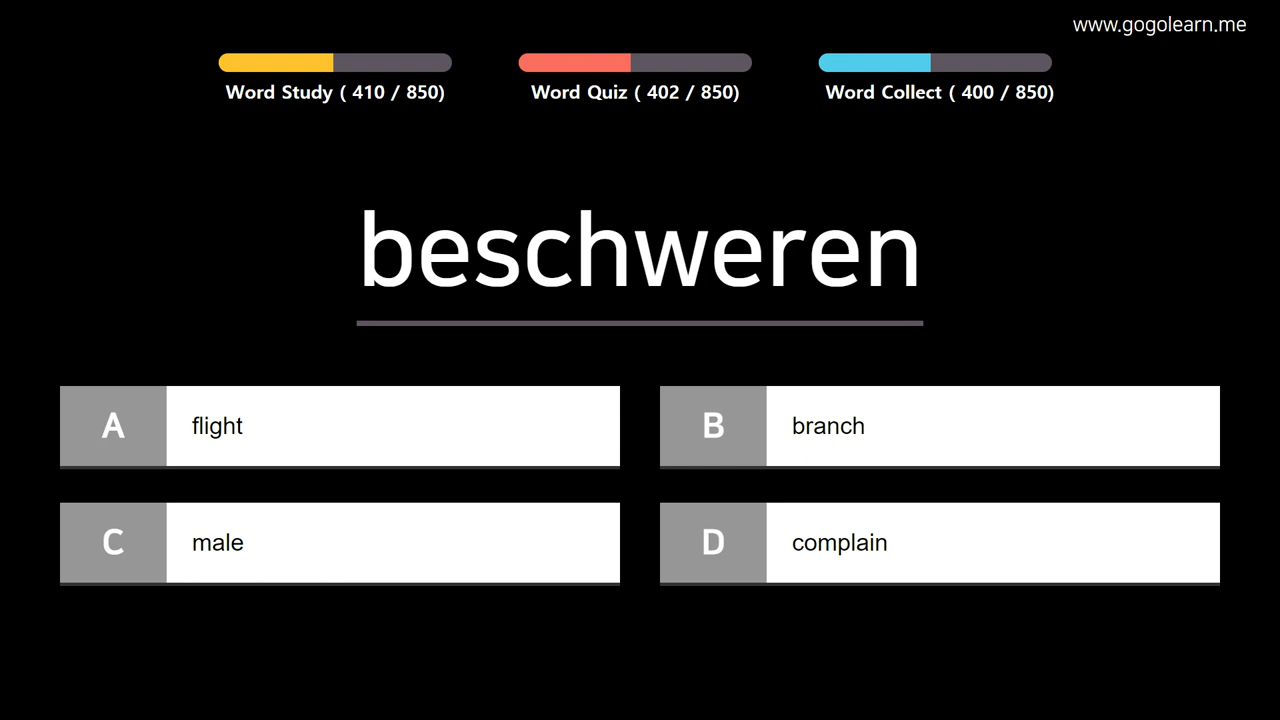 www.gogolearn.me
Word Study ( 410 / 850)
Word Quiz ( 402 / 850)
Word Collect ( 400 / 850)
beschweren
A flight
B branch
C male
D complain